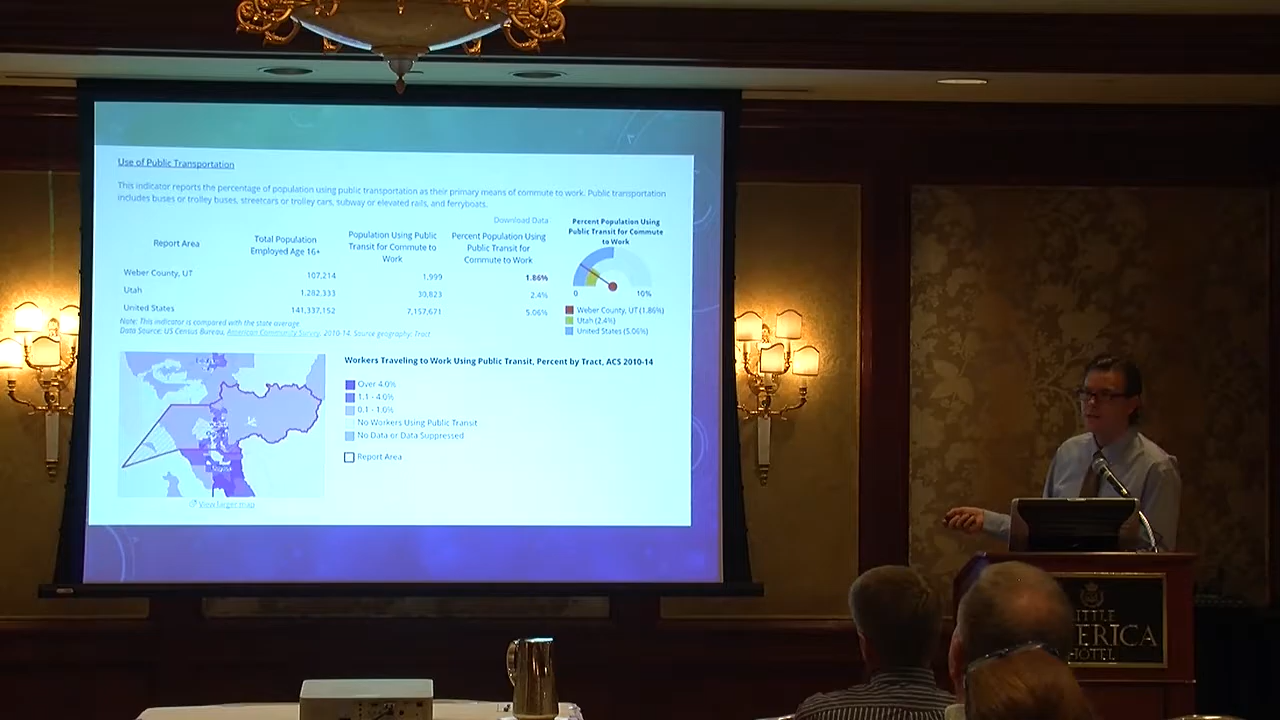 Use of Public Transportation
This indicator reports the percentage of population using public transportation as their primary means of commute to work. Public transportation
includes buses or trolley buses, streetcars or trolley cars, subway or elevated rails, and ferryboats.
Download Data
Report Area
Total Population
Employed Age 16+
Population Using Public
Transit for Commute to
Work
Percent Population Using
Public Transit for
Commute to Work
Weber County, UT 107,214 1,999 1.86%
Utah 1,282,333 30,823 2.4%
United States 141,337,152 7,157,671 5.06%
Note: This indicator is compared with the state average.
Data Source: US Census Bureau, American Community Survey. 2010-14. Source geography: Tract
Percent Population Using
Public Transit for Commute
to Work
0 10%
Weber County, UT (1.86%)
Utah (2.4%)
United States (5.06%)
Workers Traveling to Work Using Public Transit, Percent by Tract, ACS 2010-14
Over 4.0%
1.1 - 4.0%
0.1 - 1.0%
No Workers Using Public Transit
No Data or Data Suppressed
Report Area
View larger map
LITTLE
AMERICA
HOTEL